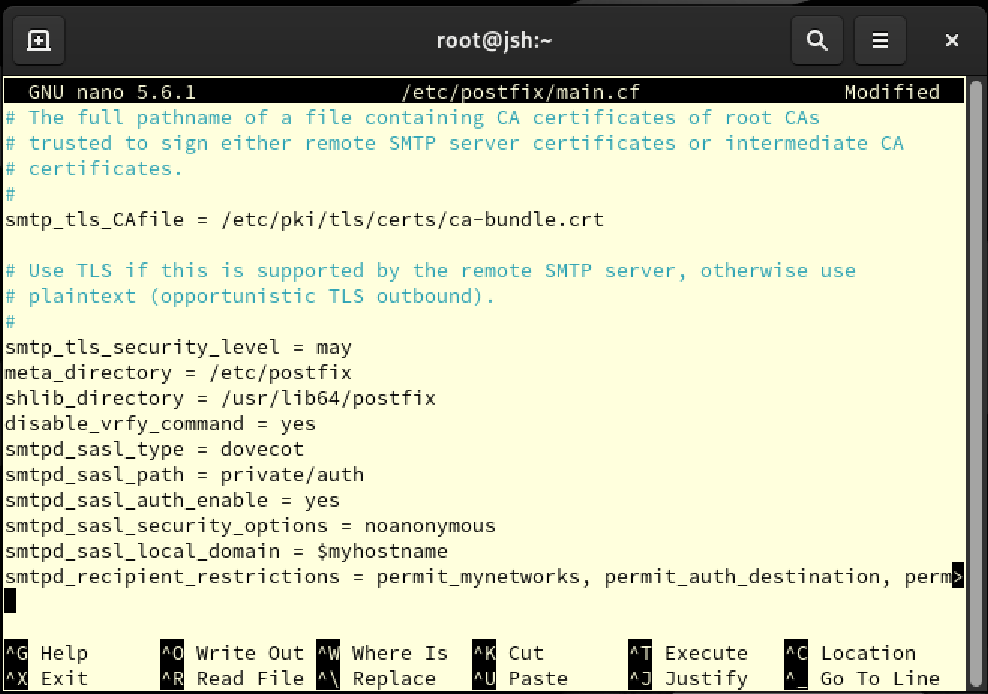 root@jsh:~
GNU nano 5.6.1 /etc/postfix/main.cf Modified
# The full pathname of a file containing CA certificates of root CAs
# trusted to sign either remote SMTP server certificates or intermediate CA
# certificates.
#
smtp_tls_CAfile = /etc/pki/tls/certs/ca-bundle.crt
# Use TLS if this is supported by the remote SMTP server, otherwise use
# plaintext (opportunistic TLS outbound).
#
smtp_tls_security_level = may
meta_directory = /etc/postfix
shlib_directory = /usr/lib64/postfix
disable_vrfy_command = yes
smtpd_sasl_type = dovecot
smtpd_sasl_path = private/auth
smtpd_sasl_auth_enable = yes
smtpd_sasl_security_options = noanonymous
smtpd_sasl_local_domain = $myhostname
smtpd_recipient_restrictions = permit_mynetworks, permit_auth_destination, perm>
^G Help ^O Write Out ^W Where Is ^K Cut ^T Execute ^C Location
^X Exit ^R Read File ^\ Replace ^U Paste ^J Justify ^_ Go To Line